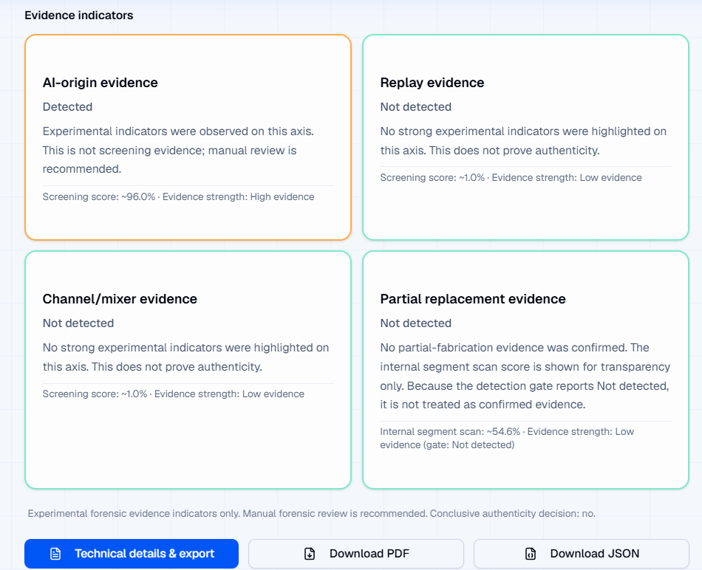 Evidence indicators
AI-origin evidence
Detected
Experimental indicators were observed on this axis.
This is not screening evidence; manual review is
recommended.
Screening score: ~96.0% · Evidence strength: High evidence
Replay evidence
Not detected
No strong experimental indicators were highlighted on
this axis. This does not prove authenticity.
Screening score: ~1.0% · Evidence strength: Low evidence
Channel/mixer evidence
Not detected
No strong experimental indicators were highlighted on
this axis. This does not prove authenticity.
Screening score: ~1.0% · Evidence strength: Low evidence
Partial replacement evidence
Not detected
No partial-fabrication evidence was confirmed. The
internal segment scan score is shown for transparency
only. Because the detection gate reports Not detected,
it is not treated as confirmed evidence.
Internal segment scan: ~54.6% · Evidence strength: Low
evidence (gate: Not detected)
Experimental forensic evidence indicators only. Manual forensic review is recommended. Conclusive authenticity decision: no.
Technical details & export
Download PDF
Download JSON